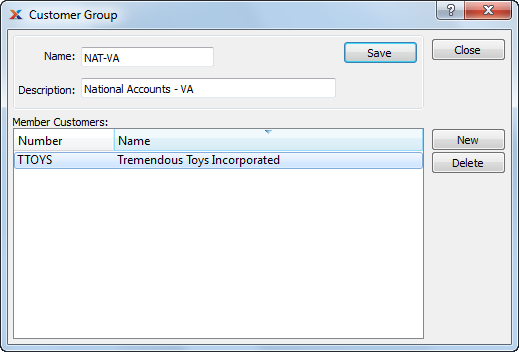 Customer Group
?
Name: NAT-VA
Save
Close
Description: National Accounts - VA
Member Customers:
Number Name
New
TTOYS Tremendous Toys Incorporated
Delete